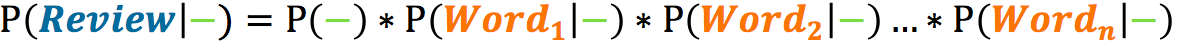 P(Review|−) = P(−) * P(Word₁|−) * P(Word₂|−) ... * P(Wordₙ|−)